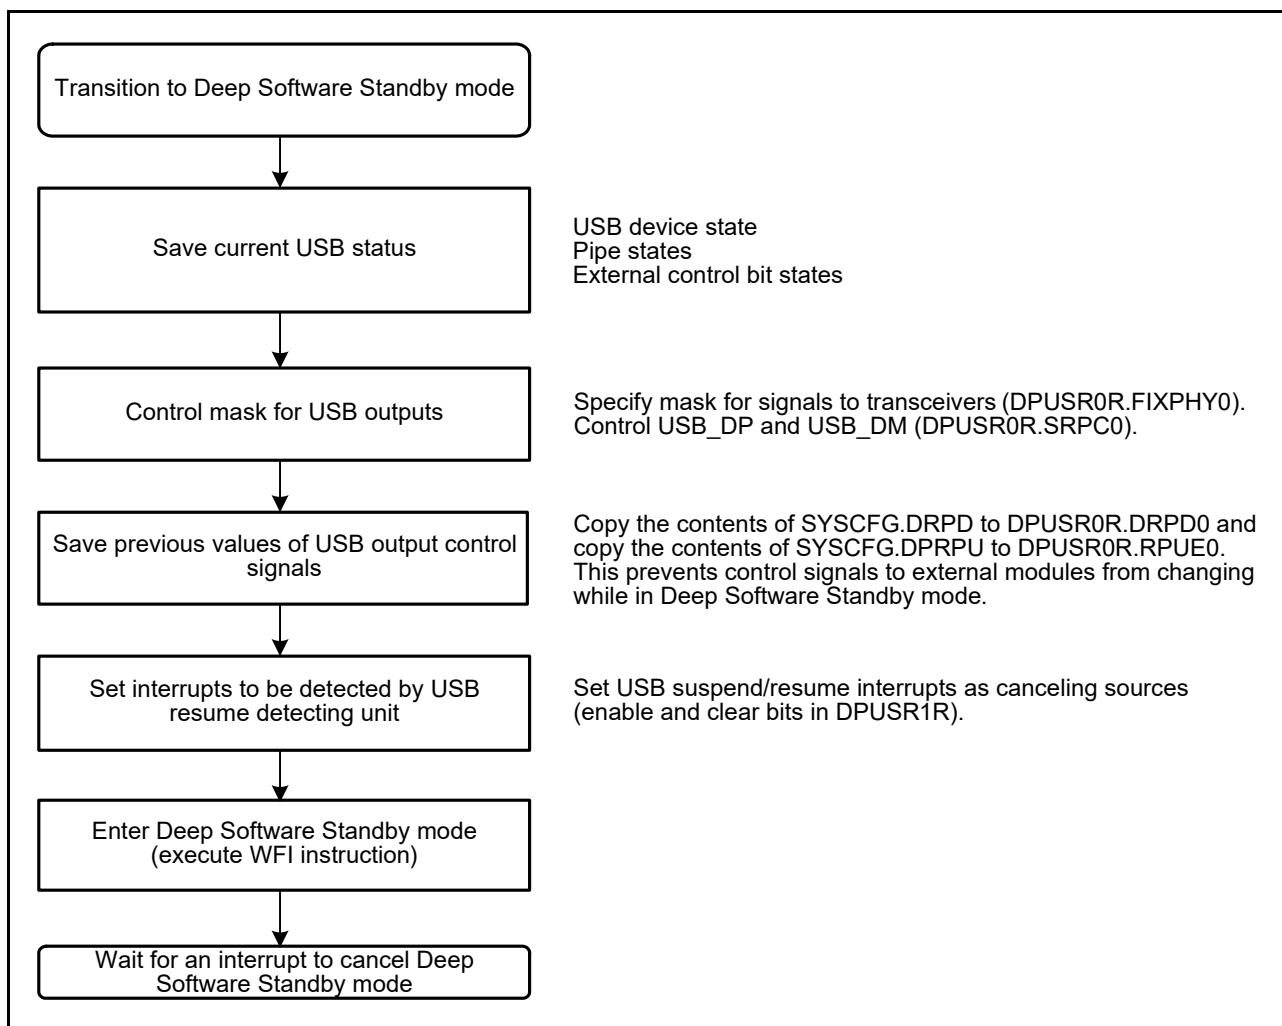 Transition to Deep Software Standby mode
Save current USB status
USB device state
Pipe states
External control bit states
Control mask for USB outputs
Specify mask for signals to transceivers (DPUSR0R.FIXPHY0).
Control USB_DP and USB_DM (DPUSR0R.SRPC0).
Save previous values of USB output control
signals
Copy the contents of SYSCFG.DRPD to DPUSR0R.DRPD0 and
copy the contents of SYSCFG.DPRPU to DPUSR0R.RPUE0.
This prevents control signals to external modules from changing
while in Deep Software Standby mode.
Set interrupts to be detected by USB
resume detecting unit
Set USB suspend/resume interrupts as canceling sources
(enable and clear bits in DPUSR1R).
Enter Deep Software Standby mode
(execute WFI instruction)
Wait for an interrupt to cancel Deep
Software Standby mode